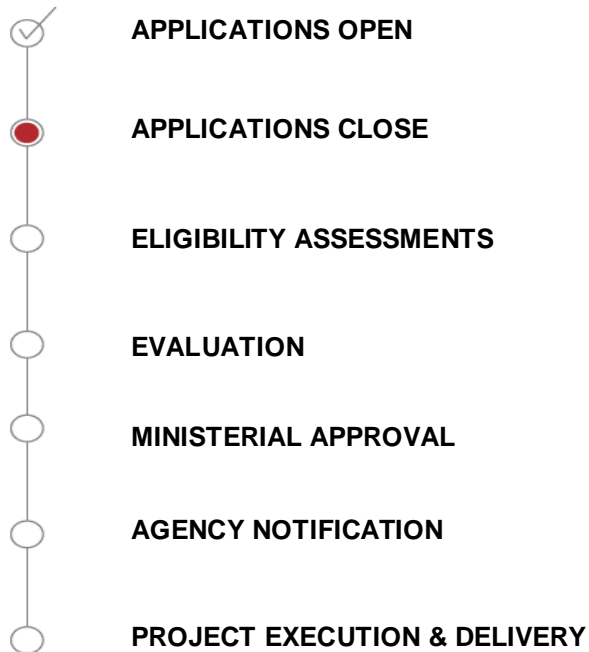 APPLICATIONS OPEN
APPLICATIONS CLOSE
ELIGIBILITY ASSESSMENTS
EVALUATION
MINISTERIAL APPROVAL
AGENCY NOTIFICATION
PROJECT EXECUTION & DELIVERY